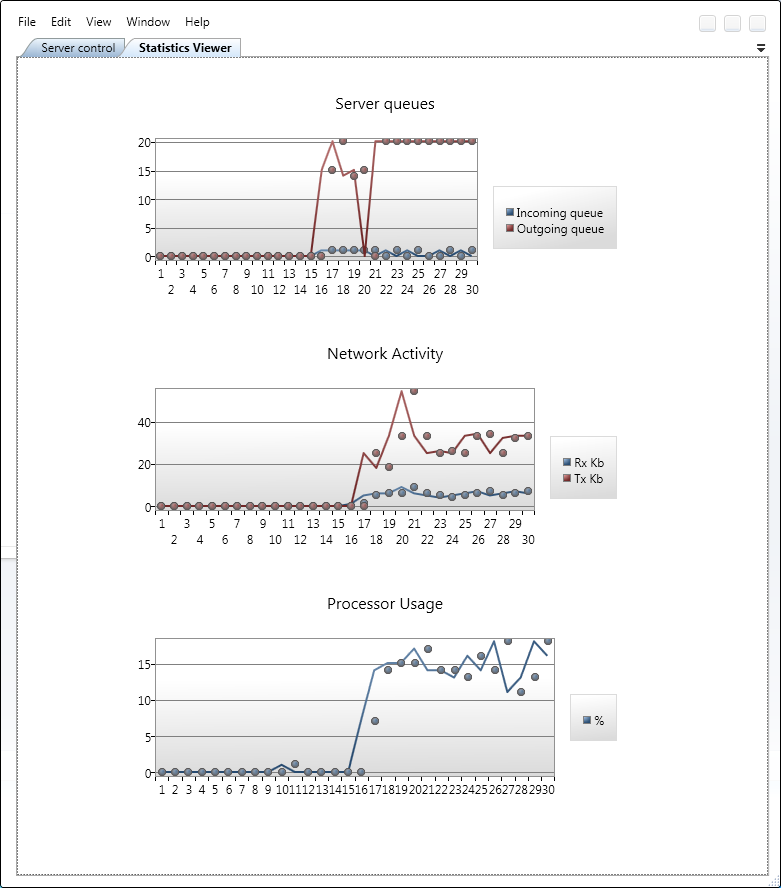 File Edit View Window Help
Server control Statistics Viewer
Server queues
20
15
10
5
0
1 3 5 7 9 11 13 15 17 19 21 23 25 27 29
2 4 6 8 10 12 14 16 18 20 22 24 26 28 30
Incoming queue
Outgoing queue
Network Activity
40
20
0
1 3 5 7 9 11 13 15 17 19 21 23 25 27 29
2 4 6 8 10 12 14 16 18 20 22 24 26 28 30
Rx Kb
Tx Kb
Processor Usage
15
10
5
0
1 2 3 4 5 6 7 8 9 10 11 12 13 14 15 16 17 18 19 20 21 22 23 24 25 26 27 28 29 30
%